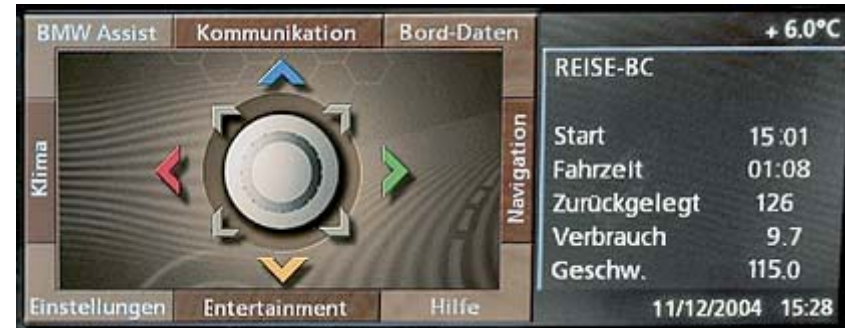 BMW Assist Kommunikation Bord-Daten
Klima
Navigation
Einstellungen Entertainment Hilfe
+ 6.0°C
REISE-BC
Start 15:01
Fahrzeit 01:08
Zurückgelegt 126
Verbrauch 9.7
Geschw. 115.0
11/12/2004 15:28